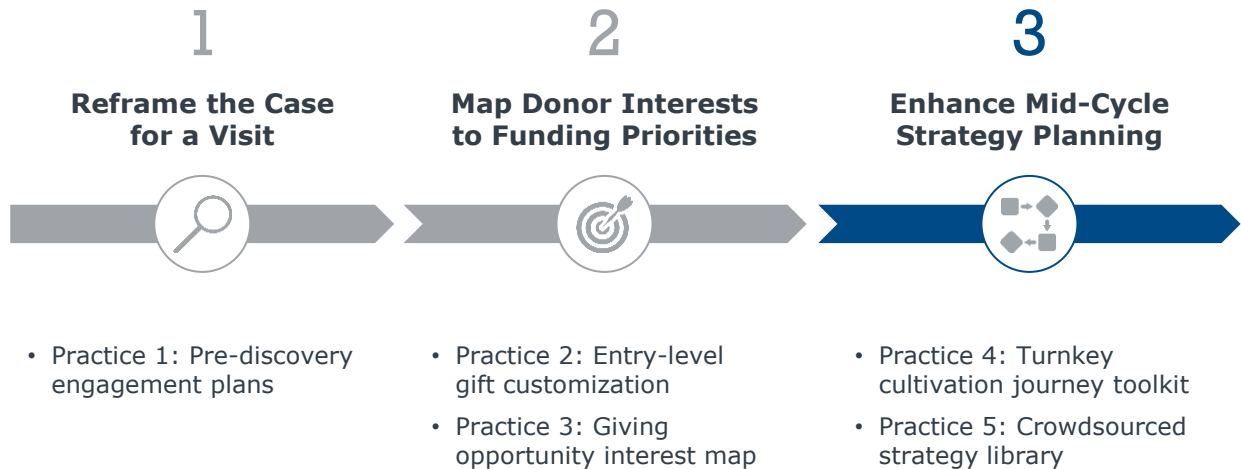 1
Reframe the Case
for a Visit
• Practice 1: Pre-discovery
engagement plans
2
Map Donor Interests
to Funding Priorities
• Practice 2: Entry-level
gift customization
• Practice 3: Giving
opportunity interest map
3
Enhance Mid-Cycle
Strategy Planning
• Practice 4: Turnkey
cultivation journey toolkit
• Practice 5: Crowdsourced
strategy library